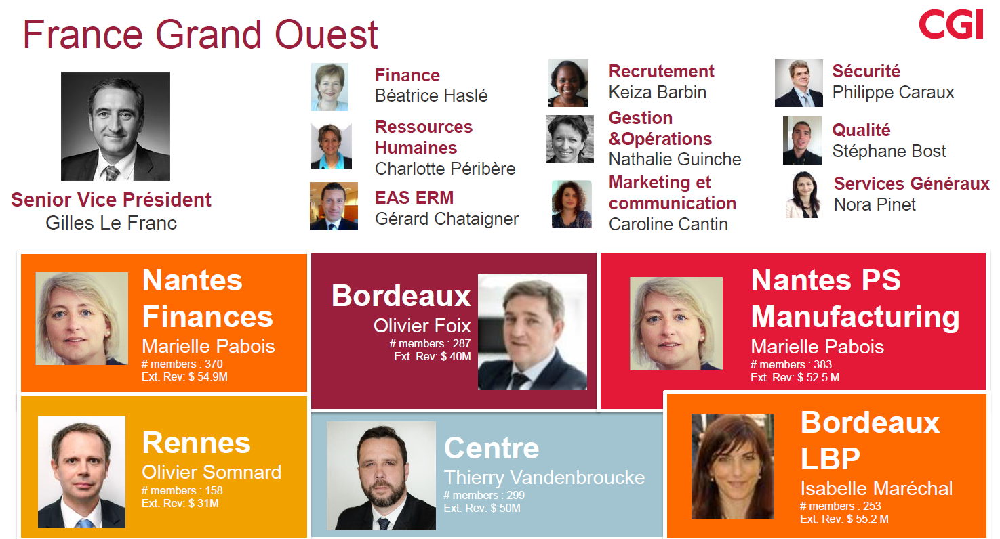 France Grand Ouest
CGI
Senior Vice Président
Gilles Le Franc
Finance
Béatrice Haslé
Ressources
Humaines
Charlotte Péribère
EAS ERM
Gérard Chataigner
Recrutement
Keiza Barbin
Gestion
&Opérations
Nathalie Guinche
Marketing et
communication
Caroline Cantin
Sécurité
Philippe Caraux
Qualité
Stéphane Bost
Services Généraux
Nora Pinet
Nantes
Finances
Marielle Pabois
# members : 370
Ext. Rev: $ 54.9M
Bordeaux
Olivier Foix
# members : 287
Ext. Rev: $ 40M
Nantes PS
Manufacturing
Marielle Pabois
# members : 383
Ext. Rev: $ 52.5 M
Rennes
Olivier Somnard
# members : 158
Ext. Rev: $ 31M
Centre
Thierry Vandenbroucke
# members : 299
Ext. Rev: $ 50M
Bordeaux
LBP
Isabelle Maréchal
# members : 253
Ext. Rev: $ 55.2 M